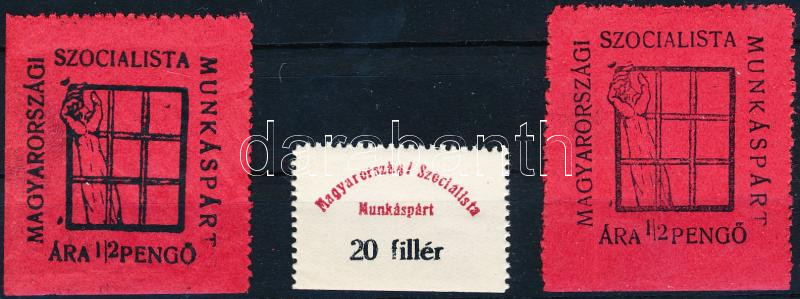 MAGYARORSZÁGI
SZOCIALISTA
MUNKÁSPÁRT
ÁRA 1/2 PENGŐ
Magyarországi Szocialista
Munkáspárt
20 fillér
MAGYARORSZÁGI
SZOCIALISTA
MUNKÁSPÁRT
ÁRA 1/2 PENGŐ
darabanth